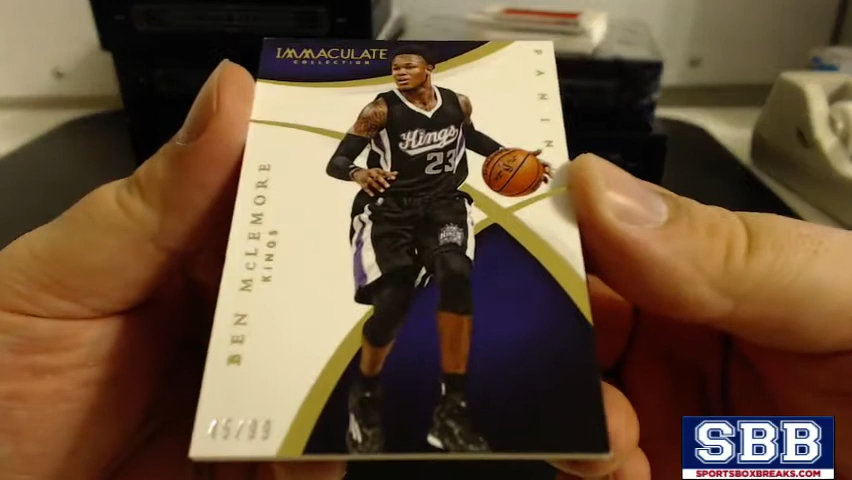 IMMACULATE
COLLECTION
PANINI
Kings
23
BEN McLEMORE
KINGS
SBB
SPORTSBOXBREAKS.COM